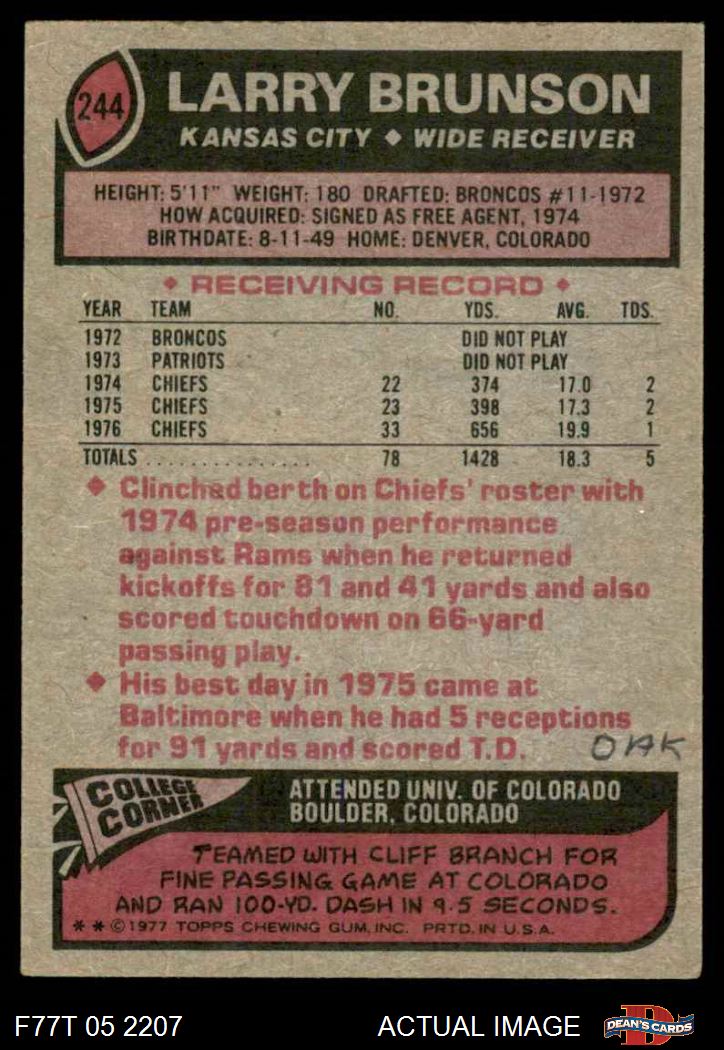 244
LARRY BRUNSON
KANSAS CITY ◆ WIDE RECEIVER
HEIGHT: 5'11" WEIGHT: 180 DRAFTED: BRONCOS #11-1972
HOW ACQUIRED: SIGNED AS FREE AGENT, 1974
BIRTHDATE: 8-11-49 HOME: DENVER, COLORADO
◆ RECEIVING RECORD ◆
YEAR TEAM NO. YDS. AVG. TDS.
1972 BRONCOS DID NOT PLAY
1973 PATRIOTS DID NOT PLAY
1974 CHIEFS 22 374 17.0 2
1975 CHIEFS 23 398 17.3 2
1976 CHIEFS 33 656 19.9 1
TOTALS ................ 78 1428 18.3 5
◆ Clinched berth on Chiefs' roster with
1974 pre-season performance
against Rams when he returned
kickoffs for 81 and 41 yards and also
scored touchdown on 66-yard
passing play.
◆ His best day in 1975 came at
Baltimore when he had 5 receptions
for 91 yards and scored T.D.
OAK
COLLEGE
CORNER
ATTENDED UNIV. OF COLORADO
BOULDER, COLORADO
TEAMED WITH CLIFF BRANCH FOR
FINE PASSING GAME AT COLORADO
AND RAN 100-YD. DASH IN 9.5 SECONDS.
* * © 1977 TOPPS CHEWING GUM, INC. PRTD. IN U.S.A.
F77T 05 2207 ACTUAL IMAGE
D
DEAN'S CARDS